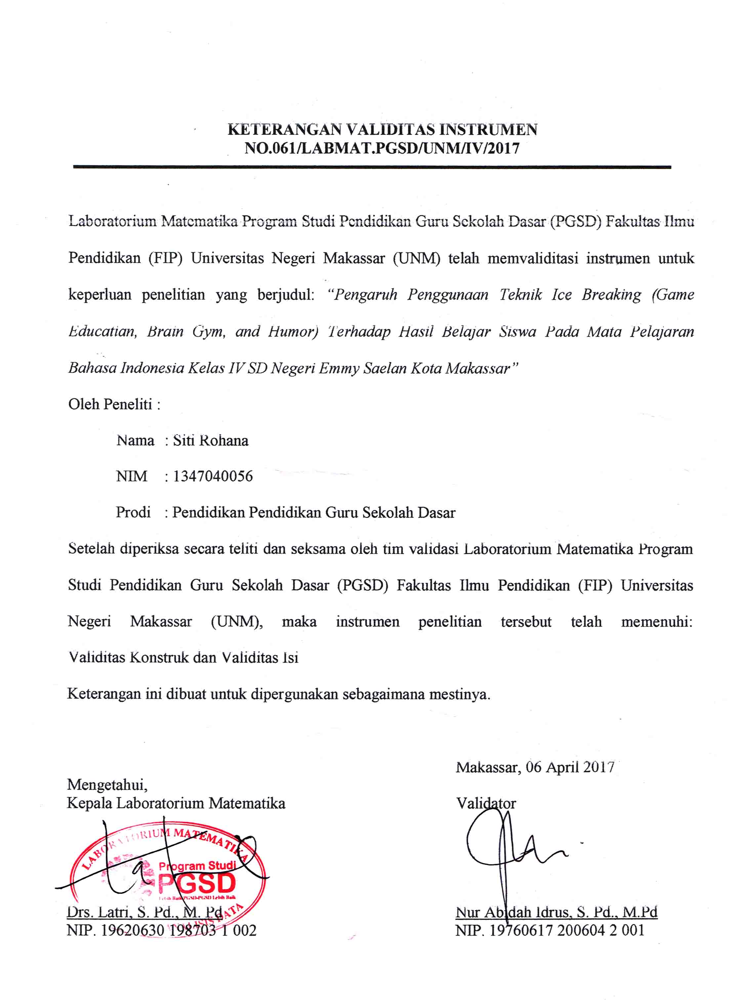 KETERANGAN VALIDITAS INSTRUMEN
NO.061/LABMAT.PGSD/UNM/IV/2017
Laboratorium Matematika Program Studi Pendidikan Guru Sekolah Dasar (PGSD) Fakultas Ilmu
Pendidikan (FIP) Universitas Negeri Makassar (UNM) telah memvaliditasi instrumen untuk
keperluan penelitian yang berjudul: “Pengaruh Penggunaan Teknik Ice Breaking (Game
Educatian, Brain Gym, and Humor) Terhadap Hasil Belajar Siswa Pada Mata Pelajaran
Bahasa Indonesia Kelas IV SD Negeri Emmy Saelan Kota Makassar”
Oleh Peneliti :
Nama : Siti Rohana
NIM : 1347040056
Prodi : Pendidikan Pendidikan Guru Sekolah Dasar
Setelah diperiksa secara teliti dan seksama oleh tim validasi Laboratorium Matematika Program
Studi Pendidikan Guru Sekolah Dasar (PGSD) Fakultas Ilmu Pendidikan (FIP) Universitas
Negeri Makassar (UNM), maka instrumen penelitian tersebut telah memenuhi:
Validitas Konstruk dan Validitas Isi
Keterangan ini dibuat untuk dipergunakan sebagaimana mestinya.
Makassar, 06 April 2017
Mengetahui,
Kepala Laboratorium Matematika
Validator
LABORATORIUM MATEMATIKA
Program Studi
PGSD
Lebih Baik PGSD-PGSD Lebih Baik
ANALISIS DATA
Drs. Latri, S. Pd., M. Pd
NIP. 19620630 198703 1 002
Nur Abidah Idrus, S. Pd., M.Pd
NIP. 19760617 200604 2 001